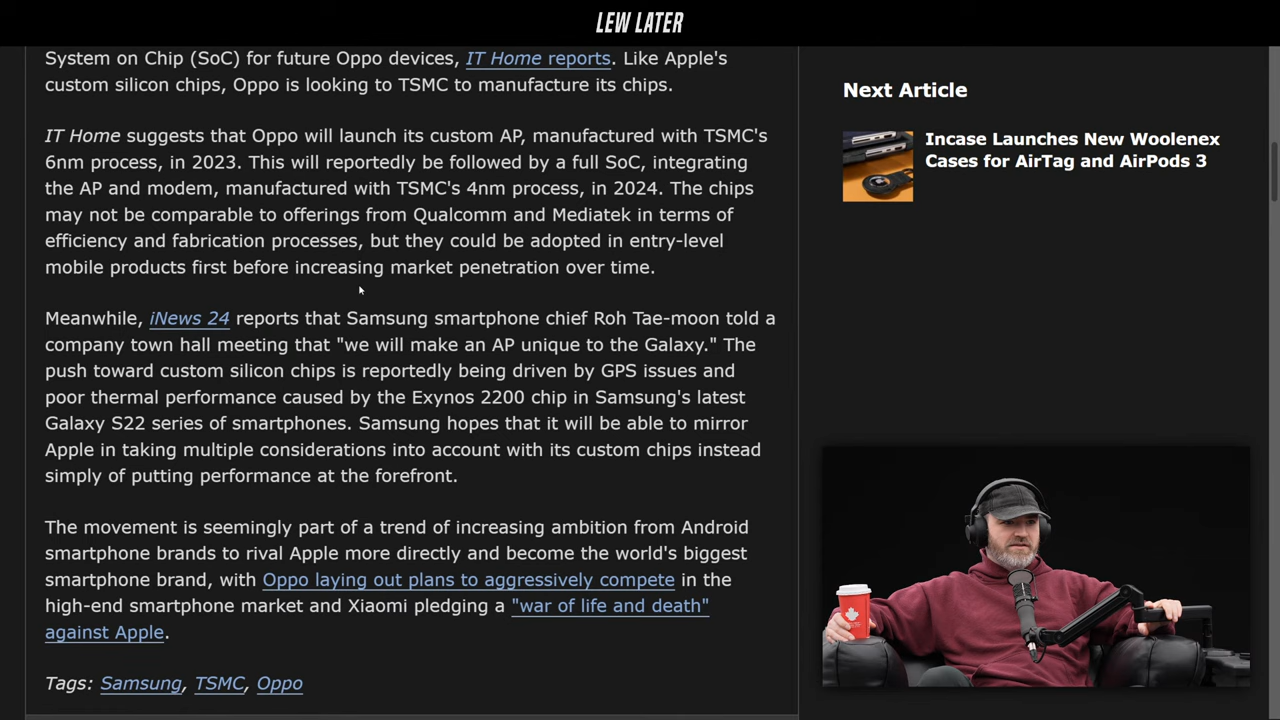 LEW LATER
System on Chip (SoC) for future Oppo devices, IT Home reports. Like Apple's
custom silicon chips, Oppo is looking to TSMC to manufacture its chips.
IT Home suggests that Oppo will launch its custom AP, manufactured with TSMC's
6nm process, in 2023. This will reportedly be followed by a full SoC, integrating
the AP and modem, manufactured with TSMC's 4nm process, in 2024. The chips
may not be comparable to offerings from Qualcomm and Mediatek in terms of
efficiency and fabrication processes, but they could be adopted in entry-level
mobile products first before increasing market penetration over time.
Meanwhile, iNews 24 reports that Samsung smartphone chief Roh Tae-moon told a
company town hall meeting that "we will make an AP unique to the Galaxy." The
push toward custom silicon chips is reportedly being driven by GPS issues and
poor thermal performance caused by the Exynos 2200 chip in Samsung's latest
Galaxy S22 series of smartphones. Samsung hopes that it will be able to mirror
Apple in taking multiple considerations into account with its custom chips instead
simply of putting performance at the forefront.
The movement is seemingly part of a trend of increasing ambition from Android
smartphone brands to rival Apple more directly and become the world's biggest
smartphone brand, with Oppo laying out plans to aggressively compete in the
high-end smartphone market and Xiaomi pledging a "war of life and death"
against Apple.
Tags: Samsung, TSMC, Oppo
Next Article
Incase Launches New Woolenex
Cases for AirTag and AirPods 3